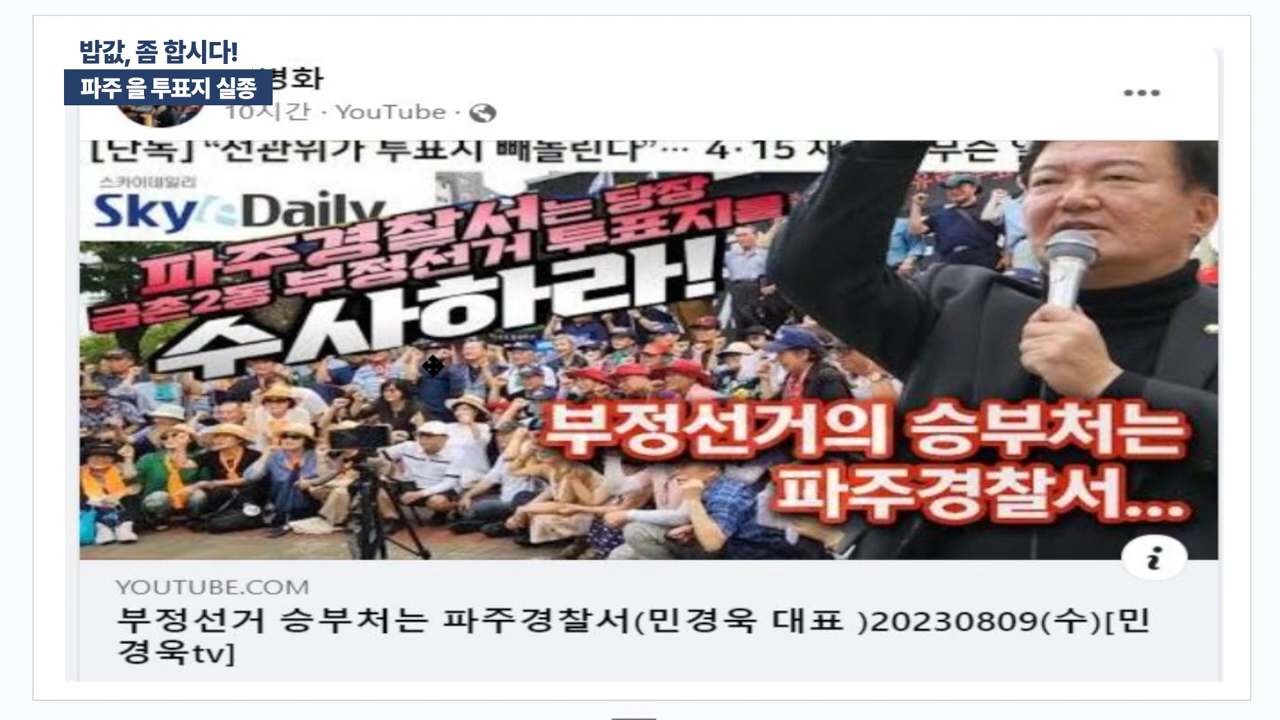 밥값, 좀 합시다!
파주 을 투표지 실종
병화
10시간 · YouTube ·
[단독] “선관위가 투표지 빼돌린다”… 4·15 재
스카이데일리
Sky Daily
파주경찰서는 당장
금촌2동 부정선거 투표지를
수사하라!
부정선거의 승부처는
파주경찰서...
YOUTUBE.COM
부정선거 승부처는 파주경찰서(민경욱 대표 )20230809(수)[민
경욱tv]